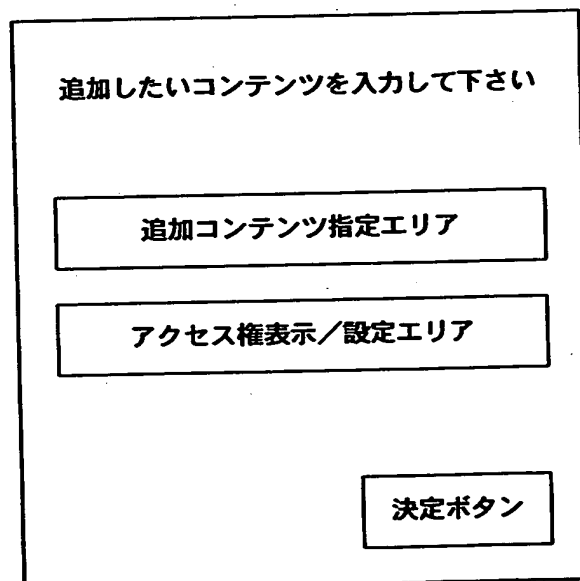 追加したいコンテンツを入力して下さい
追加コンテンツ指定エリア
アクセス権表示／設定エリア
決定ボタン